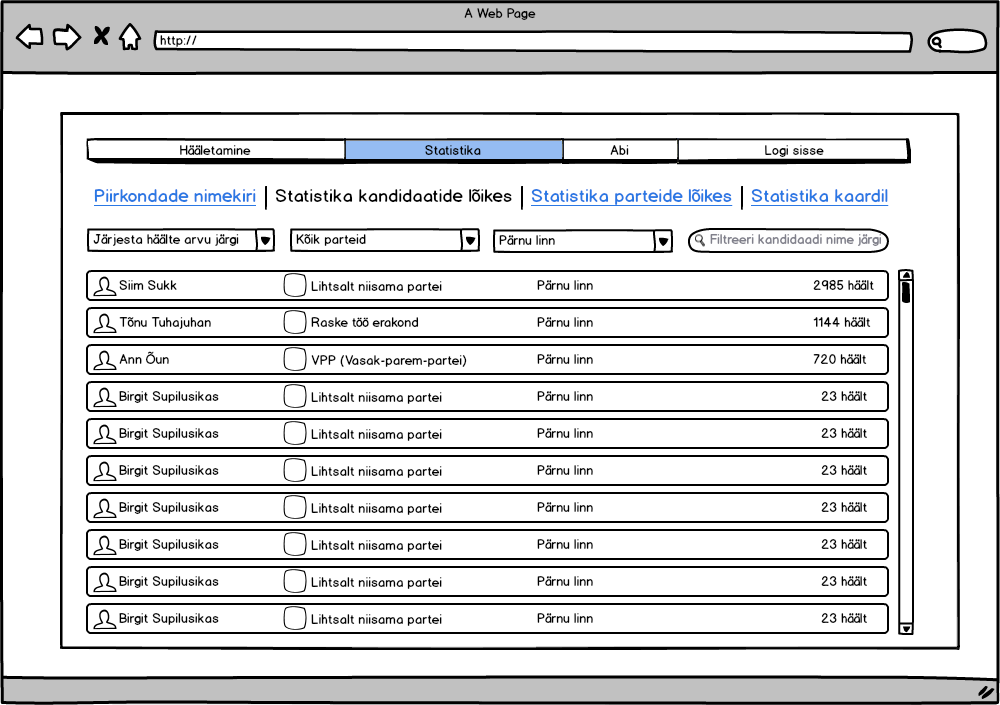 A Web Page
http://
Hääletamine Statistika Abi Logi sisse
Piirkondade nimekiri Statistika kandidaatide lõikes Statistika parteide lõikes Statistika kaardil
Järjesta häälte arvu järgi Kõik parteid Pärnu linn Filtreeri kandidaadi nime järgi
Siim Sukk Lihtsalt niisama partei Pärnu linn 2985 häält
Tõnu Tuhajuhan Raske töö erakond Pärnu linn 1144 häält
Ann Õun VPP (Vasak-parem-partei) Pärnu linn 720 häält
Birgit Supilusikas Lihtsalt niisama partei Pärnu linn 23 häält
Birgit Supilusikas Lihtsalt niisama partei Pärnu linn 23 häält
Birgit Supilusikas Lihtsalt niisama partei Pärnu linn 23 häält
Birgit Supilusikas Lihtsalt niisama partei Pärnu linn 23 häält
Birgit Supilusikas Lihtsalt niisama partei Pärnu linn 23 häält
Birgit Supilusikas Lihtsalt niisama partei Pärnu linn 23 häält
Birgit Supilusikas Lihtsalt niisama partei Pärnu linn 23 häält